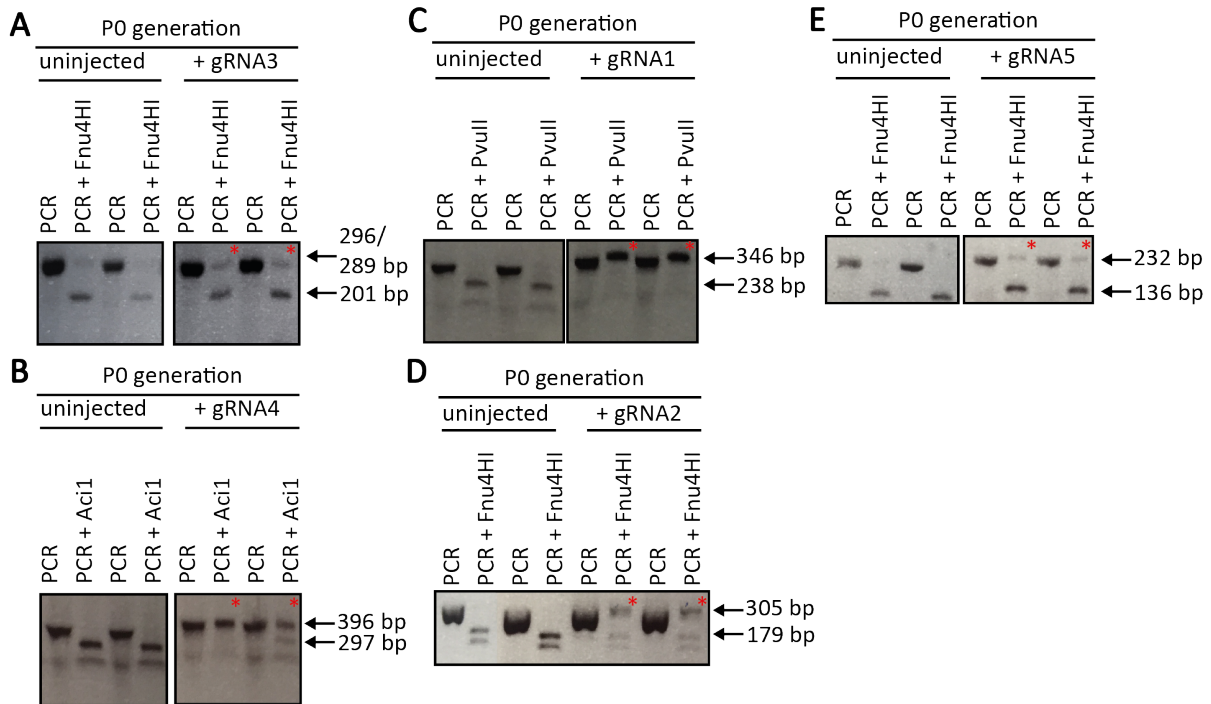 A
P0 generation
uninjected
+ gRNA3
PCR
PCR + Fnu4HI
PCR
PCR + Fnu4HI
PCR
PCR + Fnu4HI
PCR
PCR + Fnu4HI
*
*
296/
289 bp
201 bp
B
P0 generation
uninjected
+ gRNA4
PCR
PCR + Aci1
PCR
PCR + Aci1
PCR
PCR + Aci1
PCR
PCR + Aci1
*
*
396 bp
297 bp
C
P0 generation
uninjected
+ gRNA1
PCR
PCR + PvuII
PCR
PCR + PvuII
PCR
PCR + PvuII
PCR
PCR + PvuII
*
*
346 bp
238 bp
D
P0 generation
uninjected
+ gRNA2
PCR
PCR + Fnu4HI
PCR
PCR + Fnu4HI
PCR
PCR + Fnu4HI
PCR
PCR + Fnu4HI
*
*
305 bp
179 bp
E
P0 generation
uninjected
+ gRNA5
PCR
PCR + Fnu4HI
PCR
PCR + Fnu4HI
PCR
PCR + Fnu4HI
PCR
PCR + Fnu4HI
*
*
232 bp
136 bp